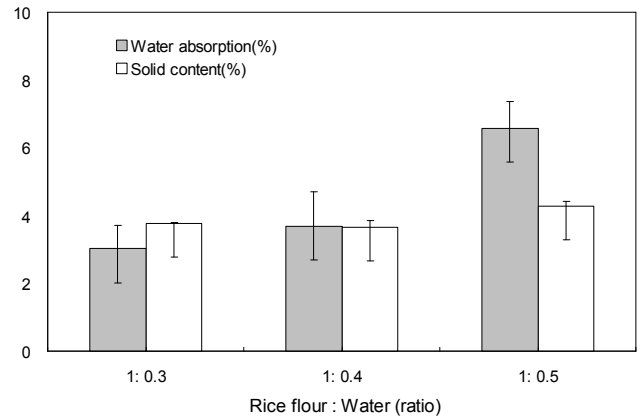 10
8
6
4
2
0
Water absorption(%)
Solid content(%)
1: 0.3 1: 0.4 1: 0.5
Rice flour : Water (ratio)